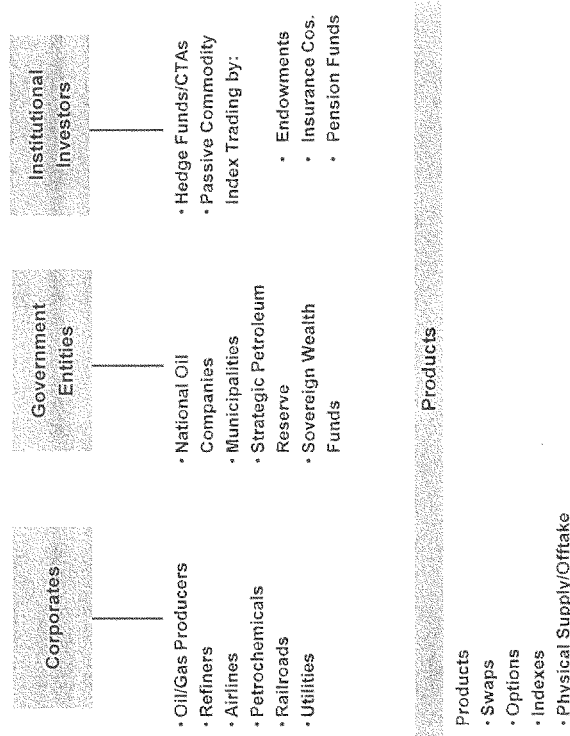 Corporates
• Oil/Gas Producers
• Refiners
• Airlines
• Petrochemicals
• Railroads
• Utilities
Government
Entities
• National Oil
Companies
• Municipalities
• Strategic Petroleum
Reserve
• Sovereign Wealth
Funds
Institutional
Investors
• Hedge Funds/CTAs
• Passive Commodity
Index Trading by:
• Endowments
• Insurance Cos.
• Pension Funds
Products
Products
• Swaps
• Options
• Indexes
• Physical Supply/Offtake